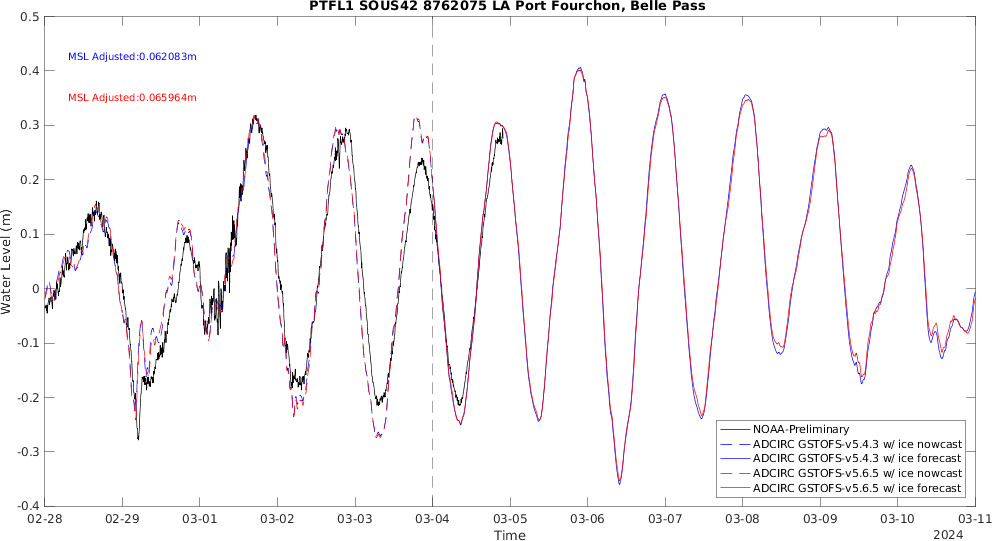 PTFL1 SOUS42 8762075 LA Port Fourchon, Belle Pass
MSL Adjusted:0.062083m
MSL Adjusted:0.065964m
Water Level (m)
0.5
0.4
0.3
0.2
0.1
0
-0.1
-0.2
-0.3
-0.4
NOAA-Preliminary
ADCIRC GSTOFS-v5.4.3 w/ ice nowcast
ADCIRC GSTOFS-v5.4.3 w/ ice forecast
ADCIRC GSTOFS-v5.6.5 w/ ice nowcast
ADCIRC GSTOFS-v5.6.5 w/ ice forecast
02-28 02-29 03-01 03-02 03-03 03-04 03-05 03-06 03-07 03-08 03-09 03-10 03-11
Time
2024